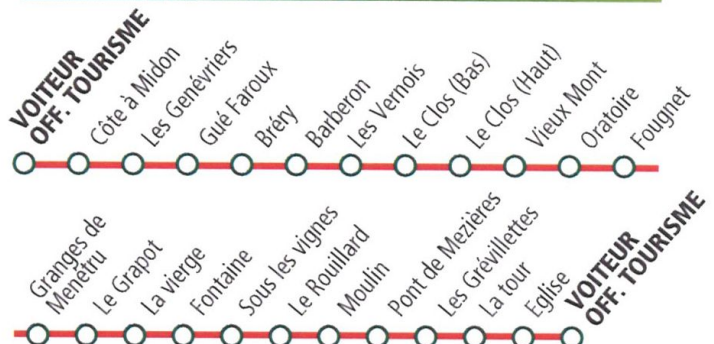 VOITEUR
OFF. TOURISME
Côte à Midon
Les Genévriers
Gué Faroux
Bréry
Barberon
Les Vernois
Le Clos (Bas)
Le Clos (Haut)
Vieux Mont
Oratoire
Fougnet
Granges de
Menétru
Le Grapot
La vierge
Fontaine
Sous les vignes
Le Rouillard
Moulin
Pont de Mezières
Les Grévillettes
La tour
Eglise
VOITEUR
OFF. TOURISME